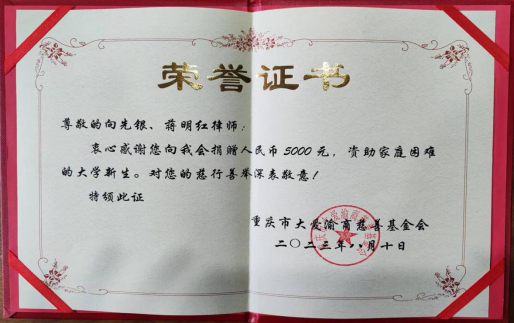 荣誉证书
尊敬的向先银、蒋明红律师：
衷心感谢您向我会捐赠人民币5000元，资助家庭困难
的大学新生。对您的慈行善举深表敬意！
特颁此证
重庆市大爱渝商慈善基金会
二〇二三年八月十日